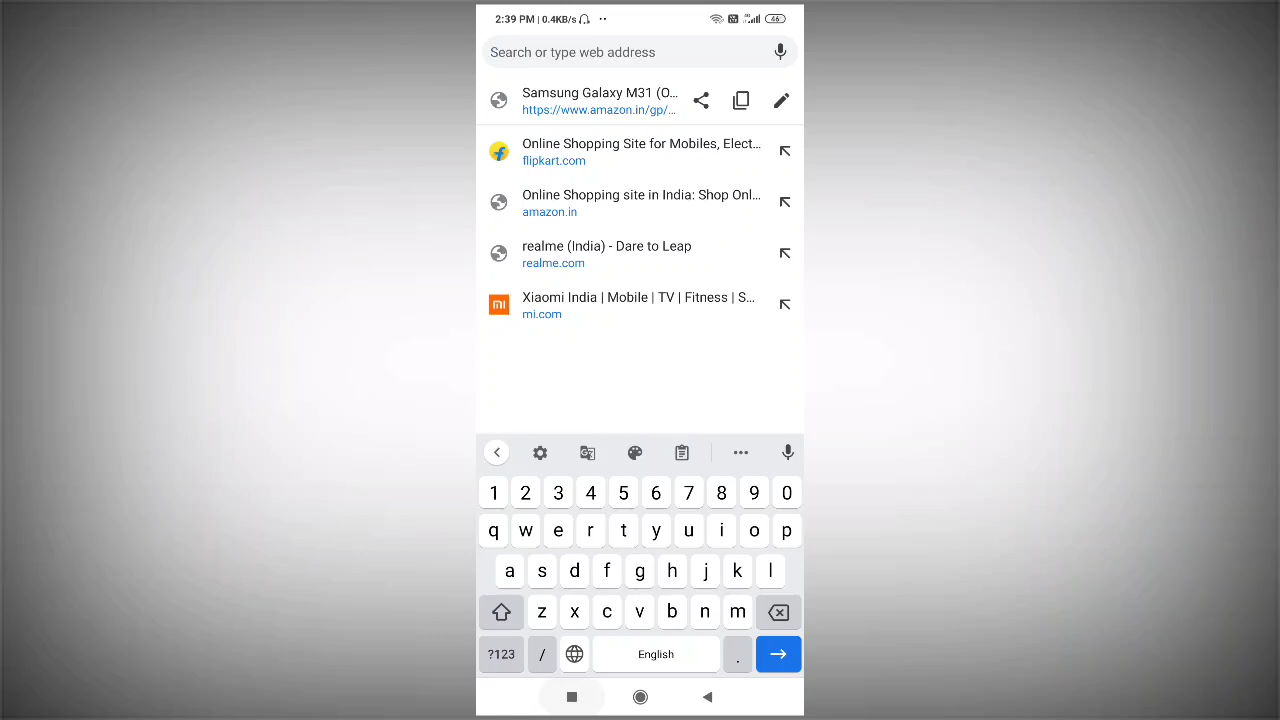 2:39 PM | 0.4KB/s
46
Search or type web address
Samsung Galaxy M31 (O...
https://www.amazon.in/gp/...
Online Shopping Site for Mobiles, Elect...
flipkart.com
Online Shopping site in India: Shop Onl...
amazon.in
realme (India) - Dare to Leap
realme.com
mi
Xiaomi India | Mobile | TV | Fitness | S...
mi.com
1 2 3 4 5 6 7 8 9 0
q w e r t y u i o p
a s d f g h j k l
z x c v b n m
?123 / English .